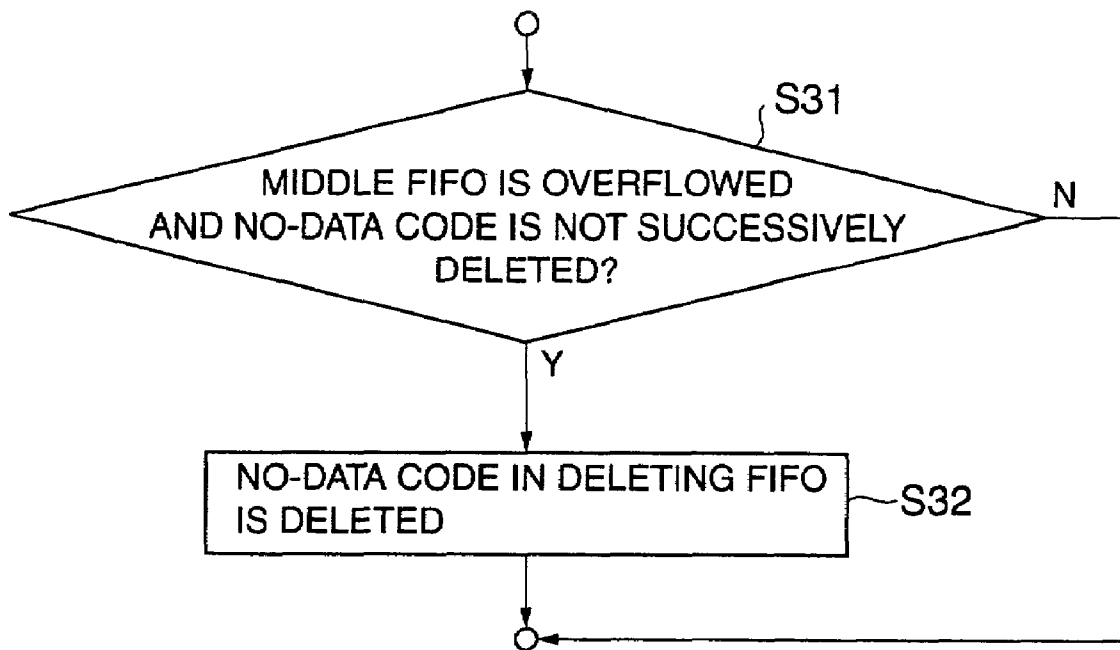 S31
MIDDLE FIFO IS OVERFLOWED
AND NO-DATA CODE IS NOT SUCCESSIVELY
DELETED?
N
Y
NO-DATA CODE IN DELETING FIFO
IS DELETED
S32